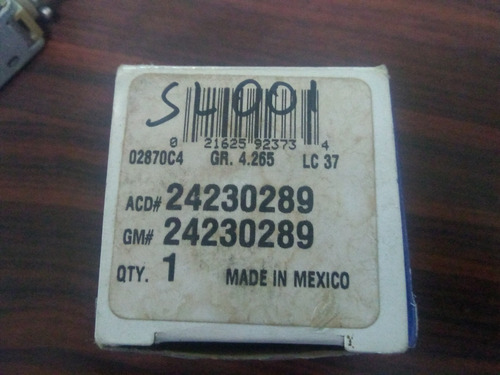 SL001
0 21625 92373 4
02870C4 GR. 4.265 LC 37
ACD# 24230289
GM# 24230289
QTY. 1 MADE IN MEXICO